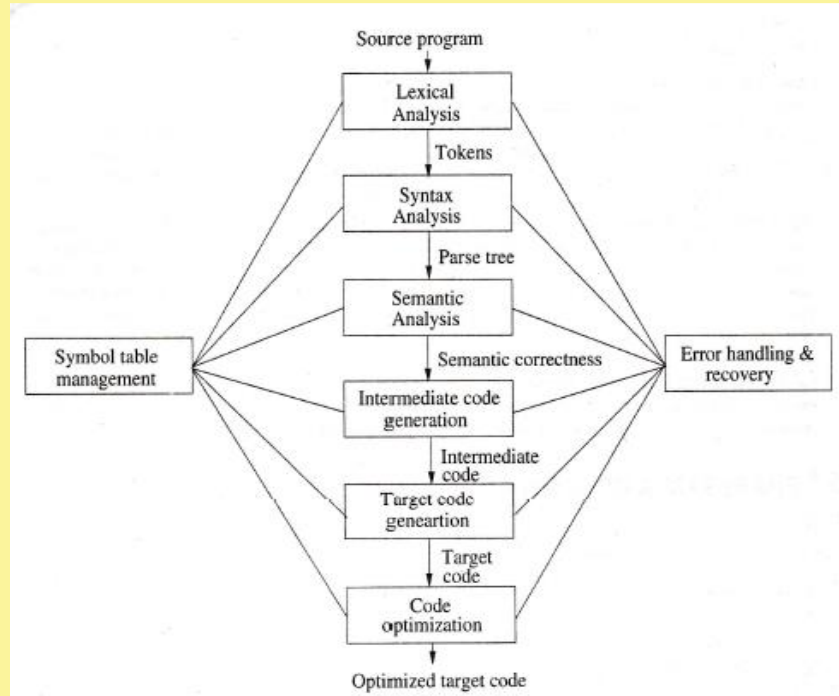 Source program
Lexical
Analysis
Tokens
Syntax
Analysis
Parse tree
Semantic
Analysis
Symbol table
management
Error handling &
recovery
Semantic correctness
Intermediate code
generation
Intermediate
code
Target code
geneartion
Target
code
Code
optimization
Optimized target code